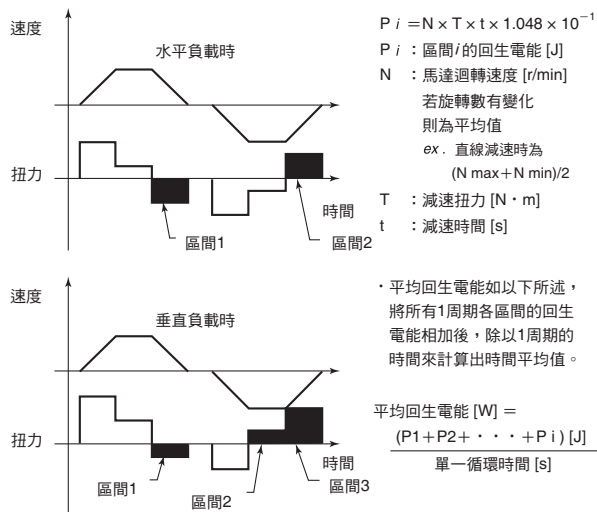 速度
水平負載時
扭力
時間
區間1
區間2
P i ＝N × T × t × 1.048 × 10⁻¹
P i ：區間i的回生電能 [J]
N ：馬達迴轉速度 [r/min]
若旋轉數有變化
則為平均值
ex．直線減速時為
(N max＋N min)/2
T ：減速扭力 [N・m]
t ：減速時間 [s]
速度
垂直負載時
扭力
時間
區間1
區間2
區間3
・平均回生電能如以下所述，
將所有1周期各區間的回生
電能相加後，除以1周期的
時間來計算出時間平均值。
平均回生電能 [W] ＝
(P1＋P2＋・・・＋P i ) [J]
單一循環時間 [s]